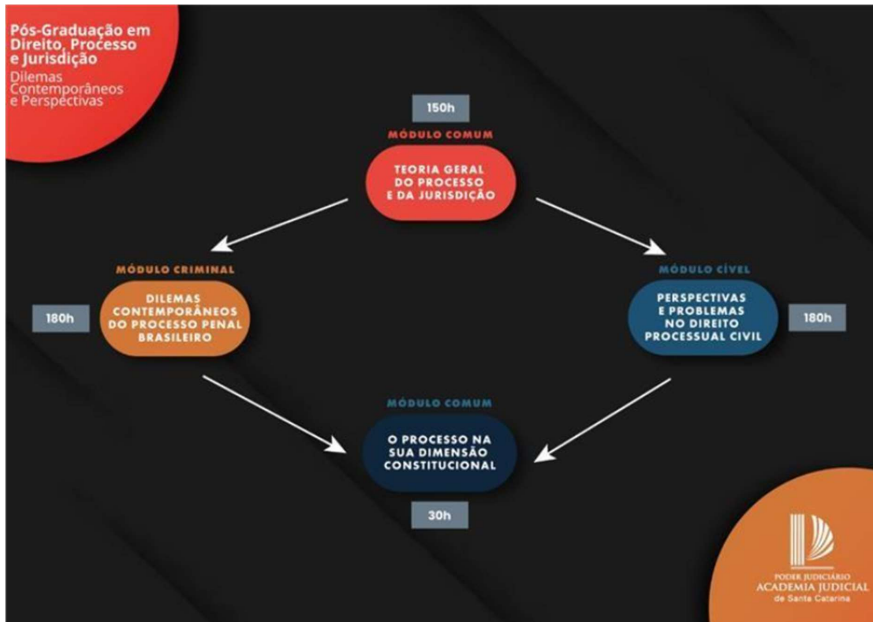 Pós-Graduação em
Direito, Processo
e Jurisdição
Dilemas
Contemporâneos
e Perspectivas
150h
MÓDULO COMUM
TEORIA GERAL
DO PROCESSO
E DA JURISDIÇÃO
MÓDULO CRIMINAL
180h
DILEMAS
CONTEMPORÂNEOS
DO PROCESSO PENAL
BRASILEIRO
MÓDULO CÍVEL
PERSPECTIVAS
E PROBLEMAS
NO DIREITO
PROCESSUAL CIVIL
180h
MÓDULO COMUM
O PROCESSO NA
SUA DIMENSÃO
CONSTITUCIONAL
30h
PODER JUDICIÁRIO
ACADEMIA JUDICIAL
de Santa Catarina